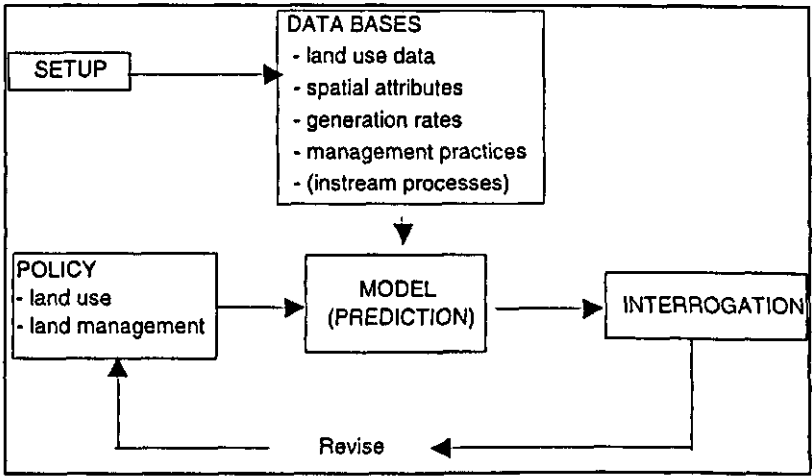 DATA BASES
- land use data
- spatial attributes
- generation rates
- management practices
- (instream processes)
SETUP
POLICY
- land use
- land management
MODEL
(PREDICTION)
INTERROGATION
Revise